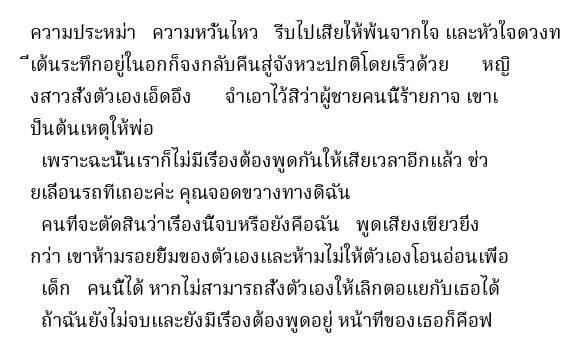 ความประหม่า   ความหวั่นไหว   รีบไปเสียให้พ้นจากใจ และหัวใจดวงท
ี่เต้นระทึกอยู่ในอกก็จงกลับคืนสู่จังหวะปกติโดยเร็วด้วย       หญิ
งสาวสั่งตัวเองเอ็ดอึง       จำเอาไว้สิว่าผู้ชายคนนี้ร้ายกาจ เขาเ
ป็นต้นเหตุให้พ่อ
เพราะฉะนั้นเราก็ไม่มีเรื่องต้องพูดกันให้เสียเวลาอีกแล้ว ช่ว
ยเลื่อนรถทีเถอะค่ะ คุณจอดขวางทางดิฉัน
คนที่จะตัดสินว่าเรื่องนี้จบหรือยังคือฉัน   พูดเสียงเขียวยิ่ง
กว่า เขาห้ามรอยยิ้มของตัวเองและห้ามไม่ให้ตัวเองโอนอ่อนเพื่อ
เด็ก   คนนี้ได้ หากไม่สามารถสั่งตัวเองให้เลิกตอแยกับเธอได้
ถ้าฉันยังไม่จบและยังมีเรื่องต้องพูดอยู่ หน้าที่ของเธอก็คือฟ